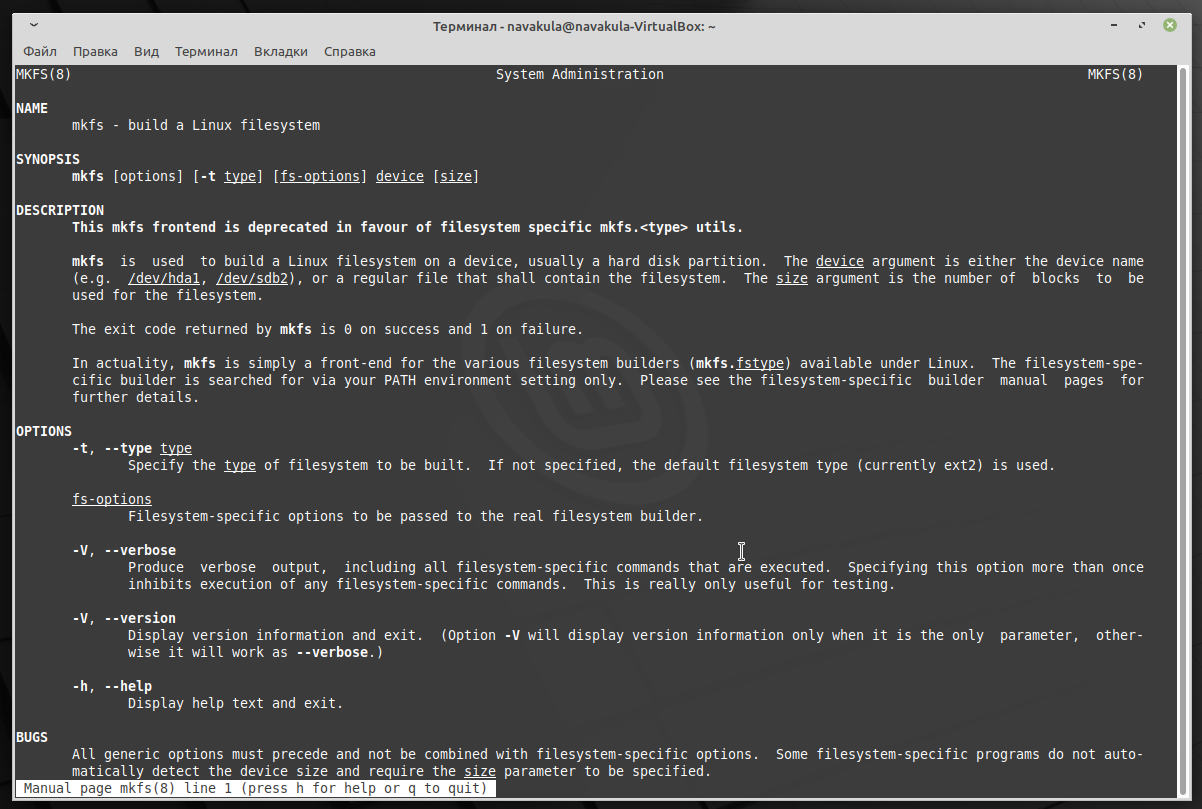 Терминал - navakula@navakula-VirtualBox: ~
Файл Правка Вид Терминал Вкладки Справка
MKFS(8) System Administration MKFS(8)
NAME
mkfs - build a Linux filesystem
SYNOPSIS
mkfs [options] [-t type] [fs-options] device [size]
DESCRIPTION
This mkfs frontend is deprecated in favour of filesystem specific mkfs.<type> utils.
mkfs is used to build a Linux filesystem on a device, usually a hard disk partition. The device argument is either the device name
(e.g. /dev/hda1, /dev/sdb2), or a regular file that shall contain the filesystem. The size argument is the number of blocks to be
used for the filesystem.
The exit code returned by mkfs is 0 on success and 1 on failure.
In actuality, mkfs is simply a front-end for the various filesystem builders (mkfs.fstype) available under Linux. The filesystem-spe-
cific builder is searched for via your PATH environment setting only. Please see the filesystem-specific builder manual pages for
further details.
OPTIONS
-t, --type type
Specify the type of filesystem to be built. If not specified, the default filesystem type (currently ext2) is used.
fs-options
Filesystem-specific options to be passed to the real filesystem builder.
-V, --verbose
Produce verbose output, including all filesystem-specific commands that are executed. Specifying this option more than once
inhibits execution of any filesystem-specific commands. This is really only useful for testing.
-V, --version
Display version information and exit. (Option -V will display version information only when it is the only parameter, other-
wise it will work as --verbose.)
-h, --help
Display help text and exit.
BUGS
All generic options must precede and not be combined with filesystem-specific options. Some filesystem-specific programs do not auto-
matically detect the device size and require the size parameter to be specified.
Manual page mkfs(8) line 1 (press h for help or q to quit)